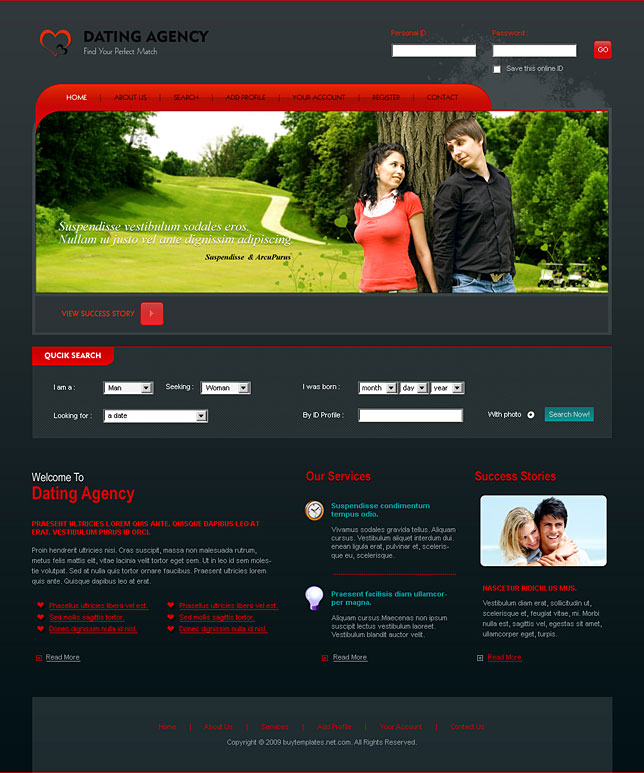 DATING AGENCY
Find Your Perfect Match
Personal ID :
Password :
GO
Save this online ID
HOME | ABOUT US | SEARCH | ADD PROFILE | YOUR ACCOUNT | REGISTER | CONTACT
Suspendisse vestibulum sodales eros.
Nullam ut justo vel ante dignissim adipiscing.
Suspendisse & ArcuPurus
VIEW SUCCESS STORY
QUCIK SEARCH
I am a : Man Seeking : Woman I was born : month day year
Looking for : a date By ID Profile : With photo Search Now!
Welcome To
Dating Agency
PRAESENT ULTRICIES LOREM QUIS ANTE. QUISQUE DAPIBUS LEO AT
ERAT. VESTIBULUM PURUS ID ORCI.
Proin hendrerit ultricies nisi. Cras suscipit, massa non malesuada rutrum,
metus felis mattis elit, vitae lacinia velit tortor eget sem. Ut in leo id sem moles-
tie volutpat. Sed at nulla quis tortor ornare faucibus. Praesent ultricies lorem
quis ante. Quisque dapibus leo at erat.
Phasellus ultricies libera vel est.
Sed mollis sagittis tortor.
Donec dignissim nulla id nisl.
Phasellus ultricies libera vel est.
Sed mollis sagittis tortor.
Donec dignissim nulla id nisl.
Read More
Our Services
Suspendisse condimentum
tempus odio.
Vivamus sodales gravida tellus. Aliquam
cursus. Vestibulum aliquet interdum dui.
enean ligula erat, pulvinar et, sceleris-
que eu, scelerisque.
Praesent facilisis diam ullamcor-
per magna.
Aliquam cursus.Maecenas non ipsum
suscipit lectus vestibulum laoreet.
Vestibulum blandit auctor velit.
Read More
Success Stories
NASCETUR RIDICULUS MUS.
Vestibulum diam erat, sollicitudin ut,
scelerisque et, feugiat vitae, mi. Morbi
nulla est, sagittis vel, egestas sit amet,
ullamcorper eget, turpis.
Read More
Home | About Us | Services | Add Profile | Your Account | Contact Us
Copyright © 2009 buytemplates.net.com. All Rights Reserved.